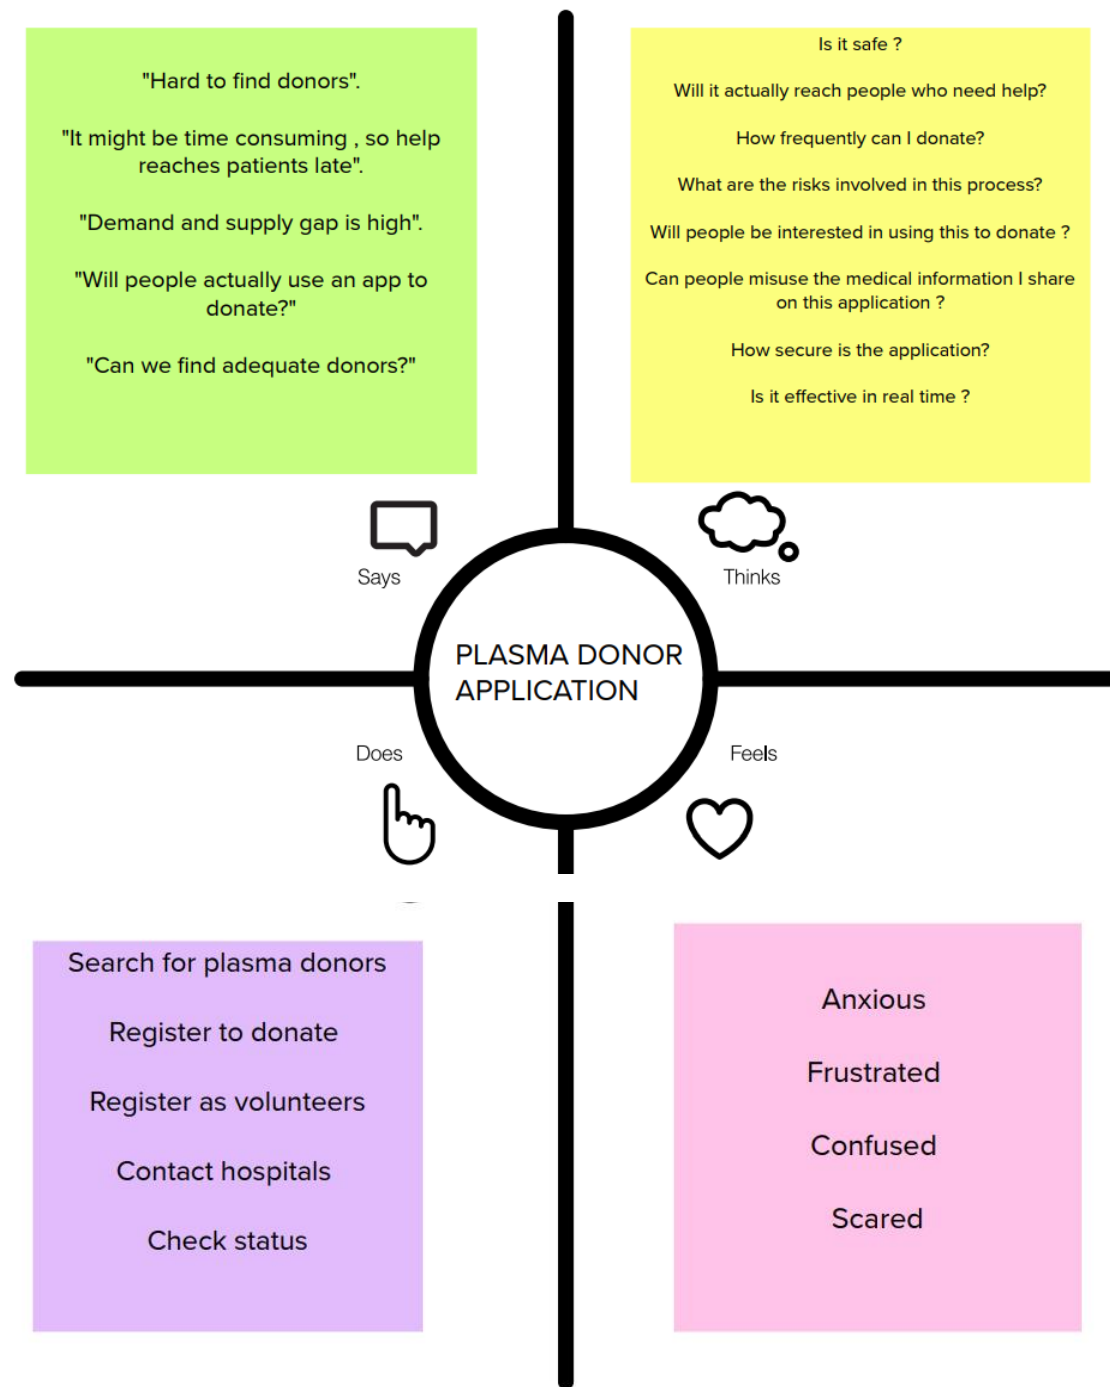 "Hard to find donors".
"It might be time consuming , so help
reaches patients late".
"Demand and supply gap is high".
"Will people actually use an app to
donate?"
"Can we find adequate donors?"
Is it safe ?
Will it actually reach people who need help?
How frequently can I donate?
What are the risks involved in this process?
Will people be interested in using this to donate ?
Can people misuse the medical information I share
on this application ?
How secure is the application?
Is it effective in real time ?
Says
Thinks
PLASMA DONOR
APPLICATION
Does
Feels
Search for plasma donors
Register to donate
Register as volunteers
Contact hospitals
Check status
Anxious
Frustrated
Confused
Scared